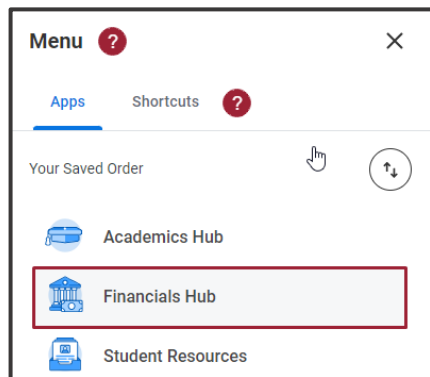 Menu ?
Apps Shortcuts ?
Your Saved Order
Academics Hub
Financials Hub
Student Resources